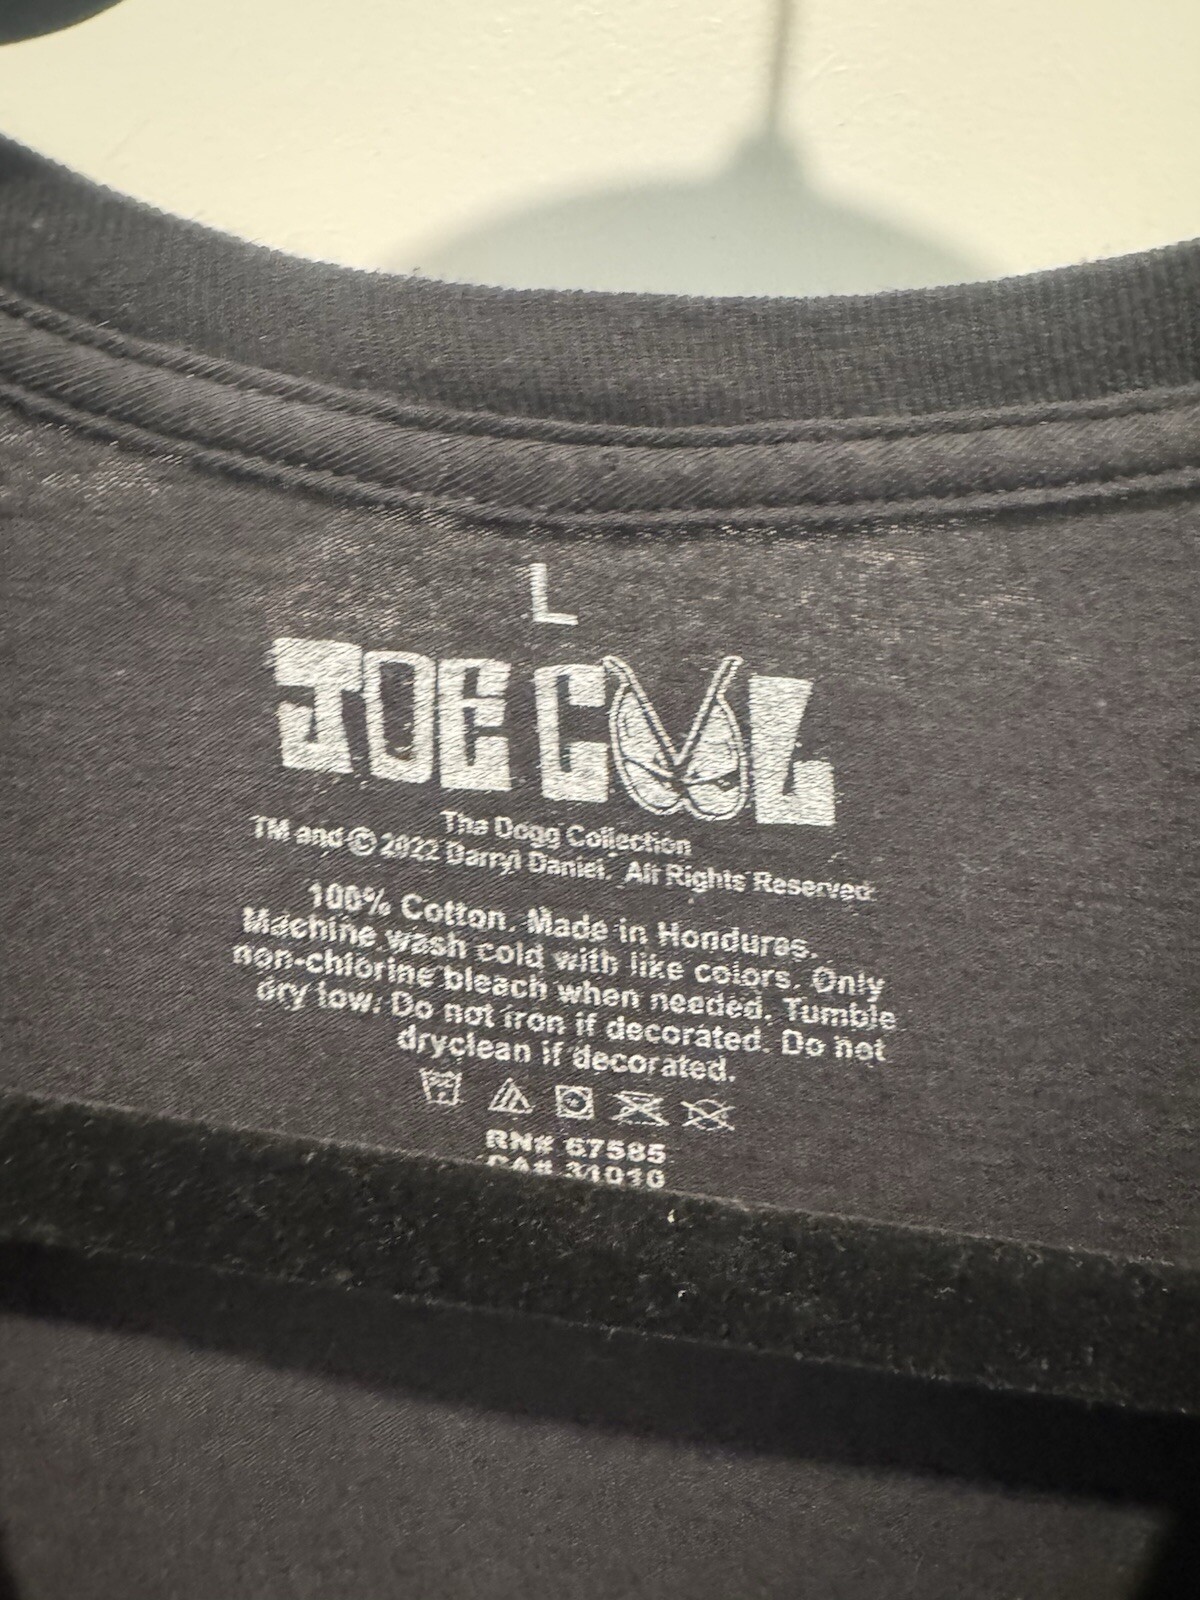 L
JOE COOL
Tha Dogg Collection
TM and © 2022 Darryl Daniel. All Rights Reserved
100% Cotton. Made in Honduras.
Machine wash cold with like colors. Only
non-chlorine bleach when needed. Tumble
dry low. Do not iron if decorated. Do not
dryclean if decorated.
RN# 67585
CA# 31010